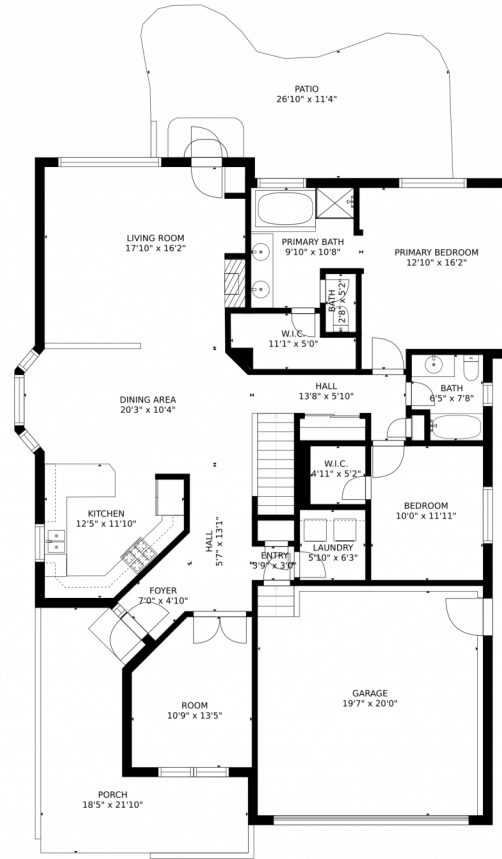 PATIO
26'10" x 11'4"
LIVING ROOM
17'10" x 16'2"
PRIMARY BATH
9'10" x 10'8"
PRIMARY BEDROOM
12'10" x 16'2"
BATH
2'8" x 5'2"
W.I.C.
11'1" x 5'0"
HALL
13'8" x 5'10"
BATH
6'5" x 7'8"
DINING AREA
20'3" x 10'4"
W.I.C.
4'11" x 5'2"
KITCHEN
12'5" x 11'10"
BEDROOM
10'0" x 11'11"
HALL
5'7" x 13'1"
LAUNDRY
5'10" x 6'3"
ENTRY
3'9" x 3'0"
FOYER
7'0" x 4'10"
ROOM
10'9" x 13'5"
GARAGE
19'7" x 20'0"
PORCH
18'5" x 21'10"